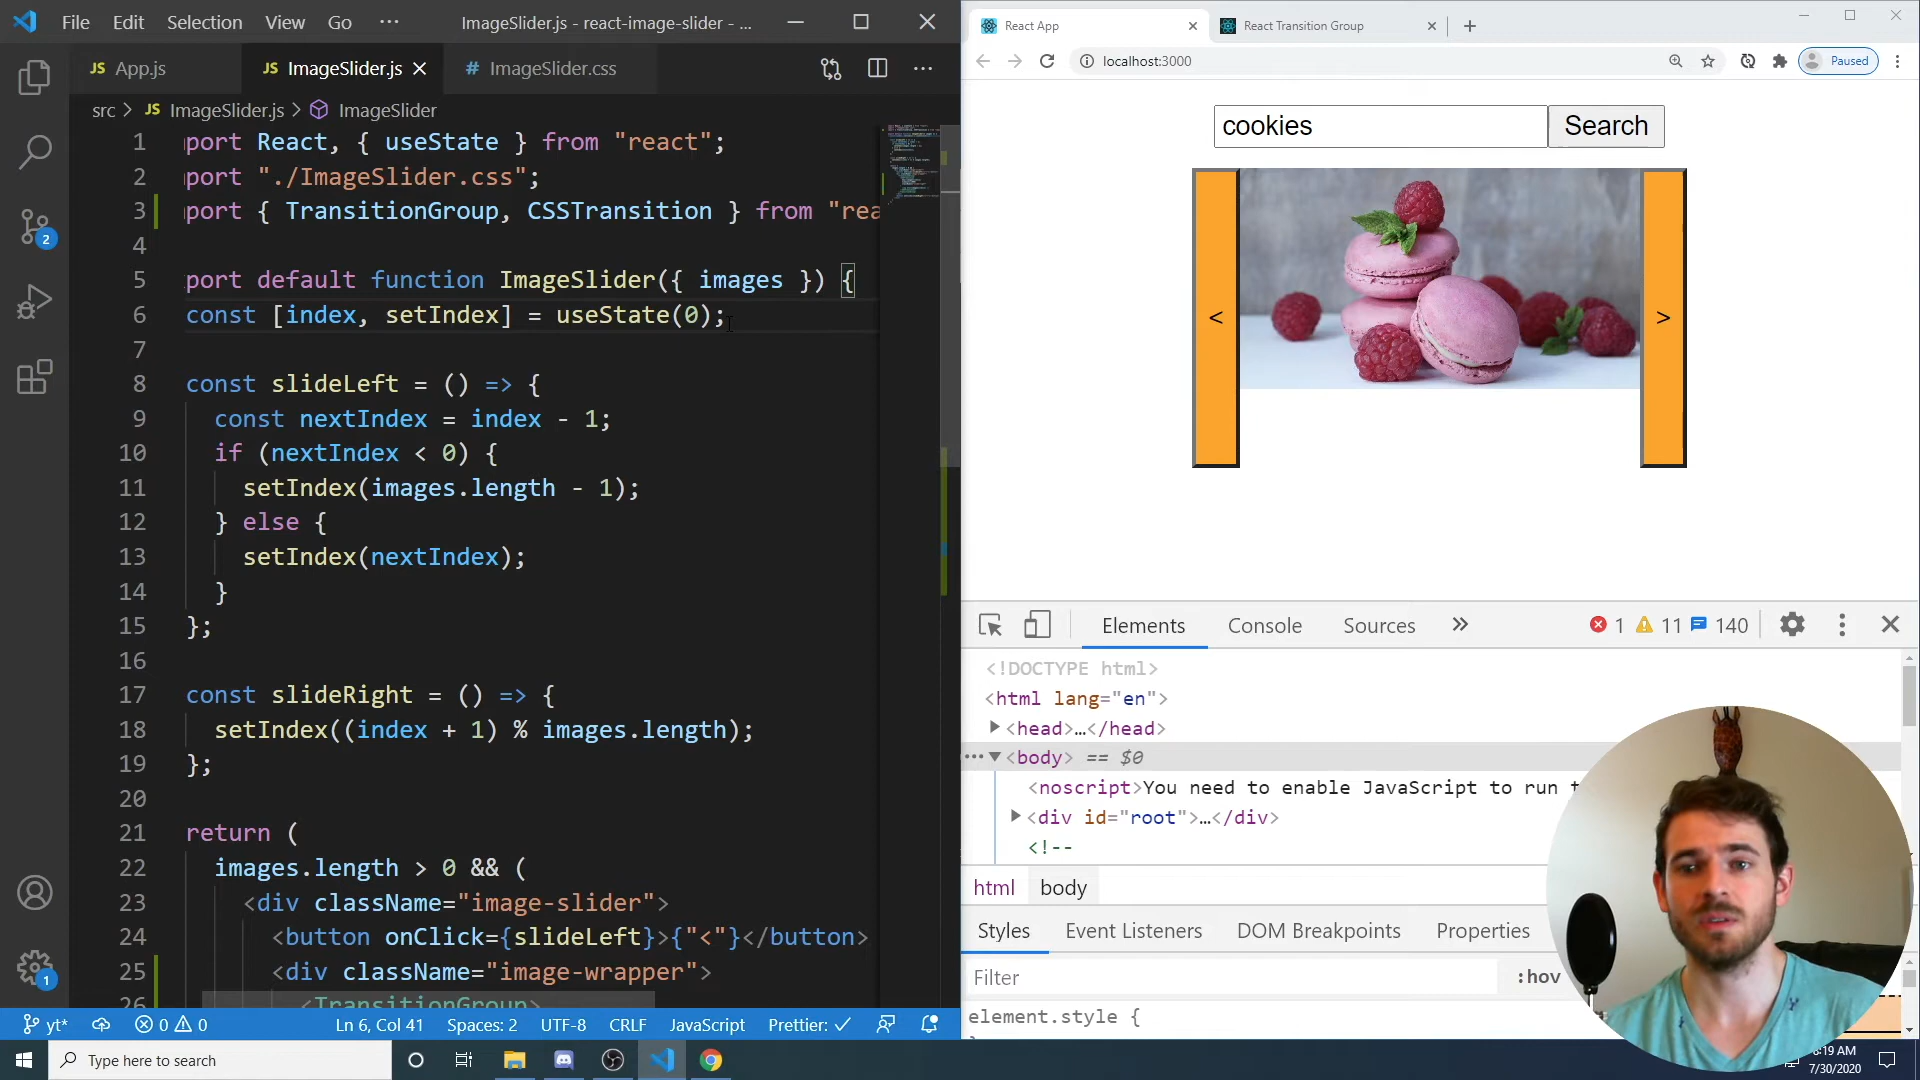 File Edit Selection View Go ··· ImageSlider.js - react-image-slider - ...
JS App.js JS ImageSlider.js # ImageSlider.css
src > JS ImageSlider.js > ImageSlider
1 port React, { useState } from "react";
2 port "./ImageSlider.css";
3 port { TransitionGroup, CSSTransition } from "rea
4
5 port default function ImageSlider({ images }) {
6 const [index, setIndex] = useState(0);
7
8 const slideLeft = () => {
9 const nextIndex = index - 1;
10 if (nextIndex < 0) {
11 setIndex(images.length - 1);
12 } else {
13 setIndex(nextIndex);
14 }
15 };
16
17 const slideRight = () => {
18 setIndex((index + 1) % images.length);
19 };
20
21 return (
22 images.length > 0 && (
23 <div className="image-slider">
24 <button onClick={slideLeft}>{"<"}</button>
25 <div className="image-wrapper">
26 <TransitionGroup>
2
1
yt* 0 0 Ln 6, Col 41 Spaces: 2 UTF-8 CRLF JavaScript Prettier: ✓
Type here to search
React App React Transition Group
localhost:3000 Paused
cookies Search
< >
Elements Console Sources » 1 11 140
<!DOCTYPE html>
<html lang="en">
<head>…</head>
··· <body> == $0
<noscript>You need to enable JavaScript to run t
<div id="root">…</div>
<!--
html body
Styles Event Listeners DOM Breakpoints Properties
Filter :hov
element.style {
:19 AM
7/30/2020